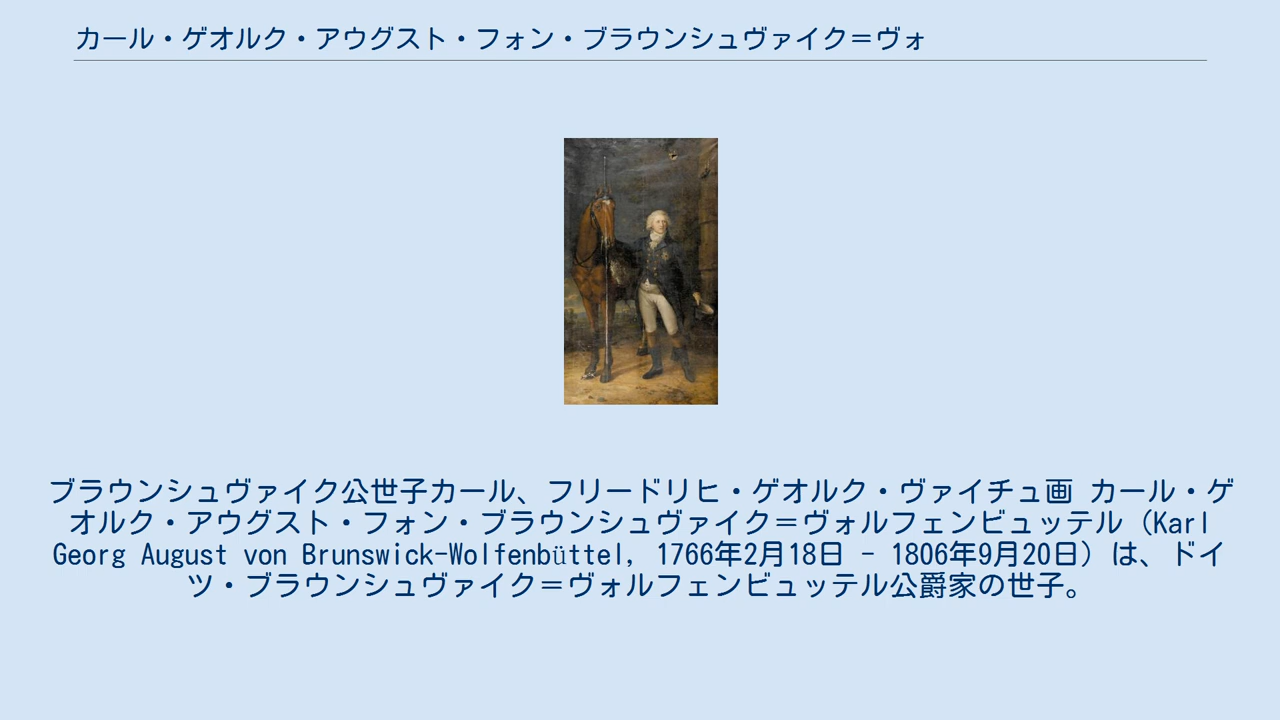 カール・ゲオルク・アウグスト・フォン・ブラウンシュヴァイク＝ヴォ
ブラウンシュヴァイク公世子カール、フリードリヒ・ゲオルク・ヴァイチュ画 カール・ゲ
オルク・アウグスト・フォン・ブラウンシュヴァイク＝ヴォルフェンビュッテル（Karl
Georg August von Brunswick-Wolfenbüttel, 1766年2月18日 - 1806年9月20日）は、ドイ
ツ・ブラウンシュヴァイク＝ヴォルフェンビュッテル公爵家の世子。